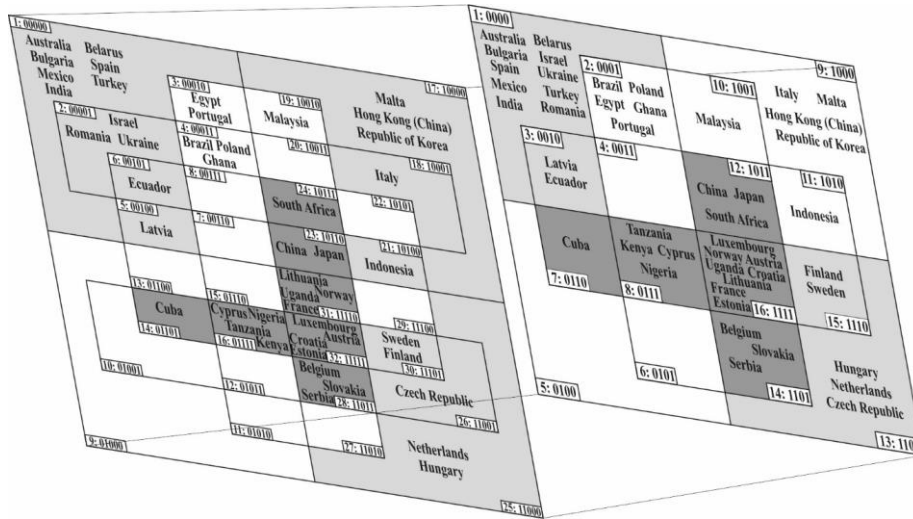 1: 00000
Australia Belarus
Bulgaria Spain
Mexico Turkey
India
2: 00001
Israel
Romania Ukraine
3: 00010
Egypt
Portugal
4: 00011
Brazil Poland
Ghana
19: 10010
Malaysia
20: 10011
17: 10000
Malta
Hong Kong (China)
Republic of Korea
18: 10001
Italy
6: 00101
Ecuador
8: 00111
24: 10111
South Africa
22: 10101
5: 00100
Latvia
7: 00110
23: 10110
China Japan
21: 10100
Indonesia
Lithuania
Uganda Norway
France
31: 11110
29: 11100
13: 01100
15: 01110
Cuba
14: 01101
Cyprus Nigeria
Tanzania
Kenya
16: 01111
Luxembourg
Austria
Croatia
Estonia
32: 11111
Sweden
Finland
30: 11101
10: 01001
12: 01011
Belgium
Slovakia
Serbia
28: 11011
Czech Republic
26: 11001
9: 01000
11: 01010
27: 11010
Netherlands
Hungary
25: 11000
1: 0000
Australia Belarus
Bulgaria Israel
Spain Ukraine
Mexico Turkey
India Romania
2: 0001
Brazil Poland
Egypt Ghana
Portugal
10: 1001
Malaysia
9: 1000
Italy Malta
Hong Kong (China)
Republic of Korea
3: 0010
Latvia
Ecuador
4: 0011
12: 1011
China Japan
South Africa
11: 1010
Indonesia
Cuba
7: 0110
Tanzania
Kenya Cyprus
Nigeria
8: 0111
Luxembourg
Norway Austria
Uganda Croatia
Lithuania
France
Estonia
16: 1111
Finland
Sweden
15: 1110
5: 0100
6: 0101
Belgium
Slovakia
Serbia
14: 1101
Hungary
Netherlands
Czech Republic
13: 110